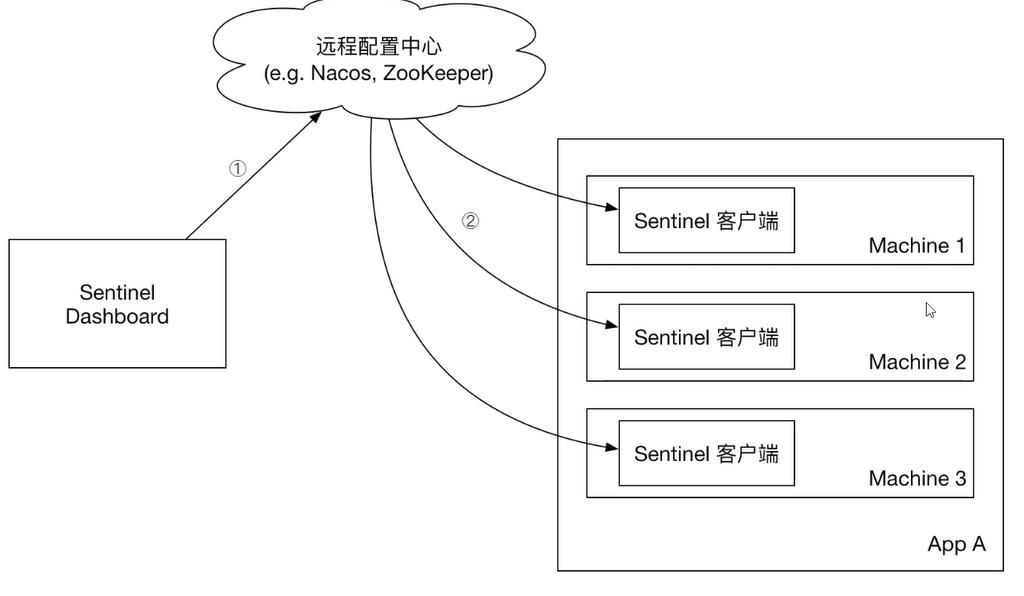 远程配置中心
(e.g. Nacos, ZooKeeper)
①
②
Sentinel
Dashboard
Sentinel 客户端
Machine 1
Sentinel 客户端
Machine 2
Sentinel 客户端
Machine 3
App A